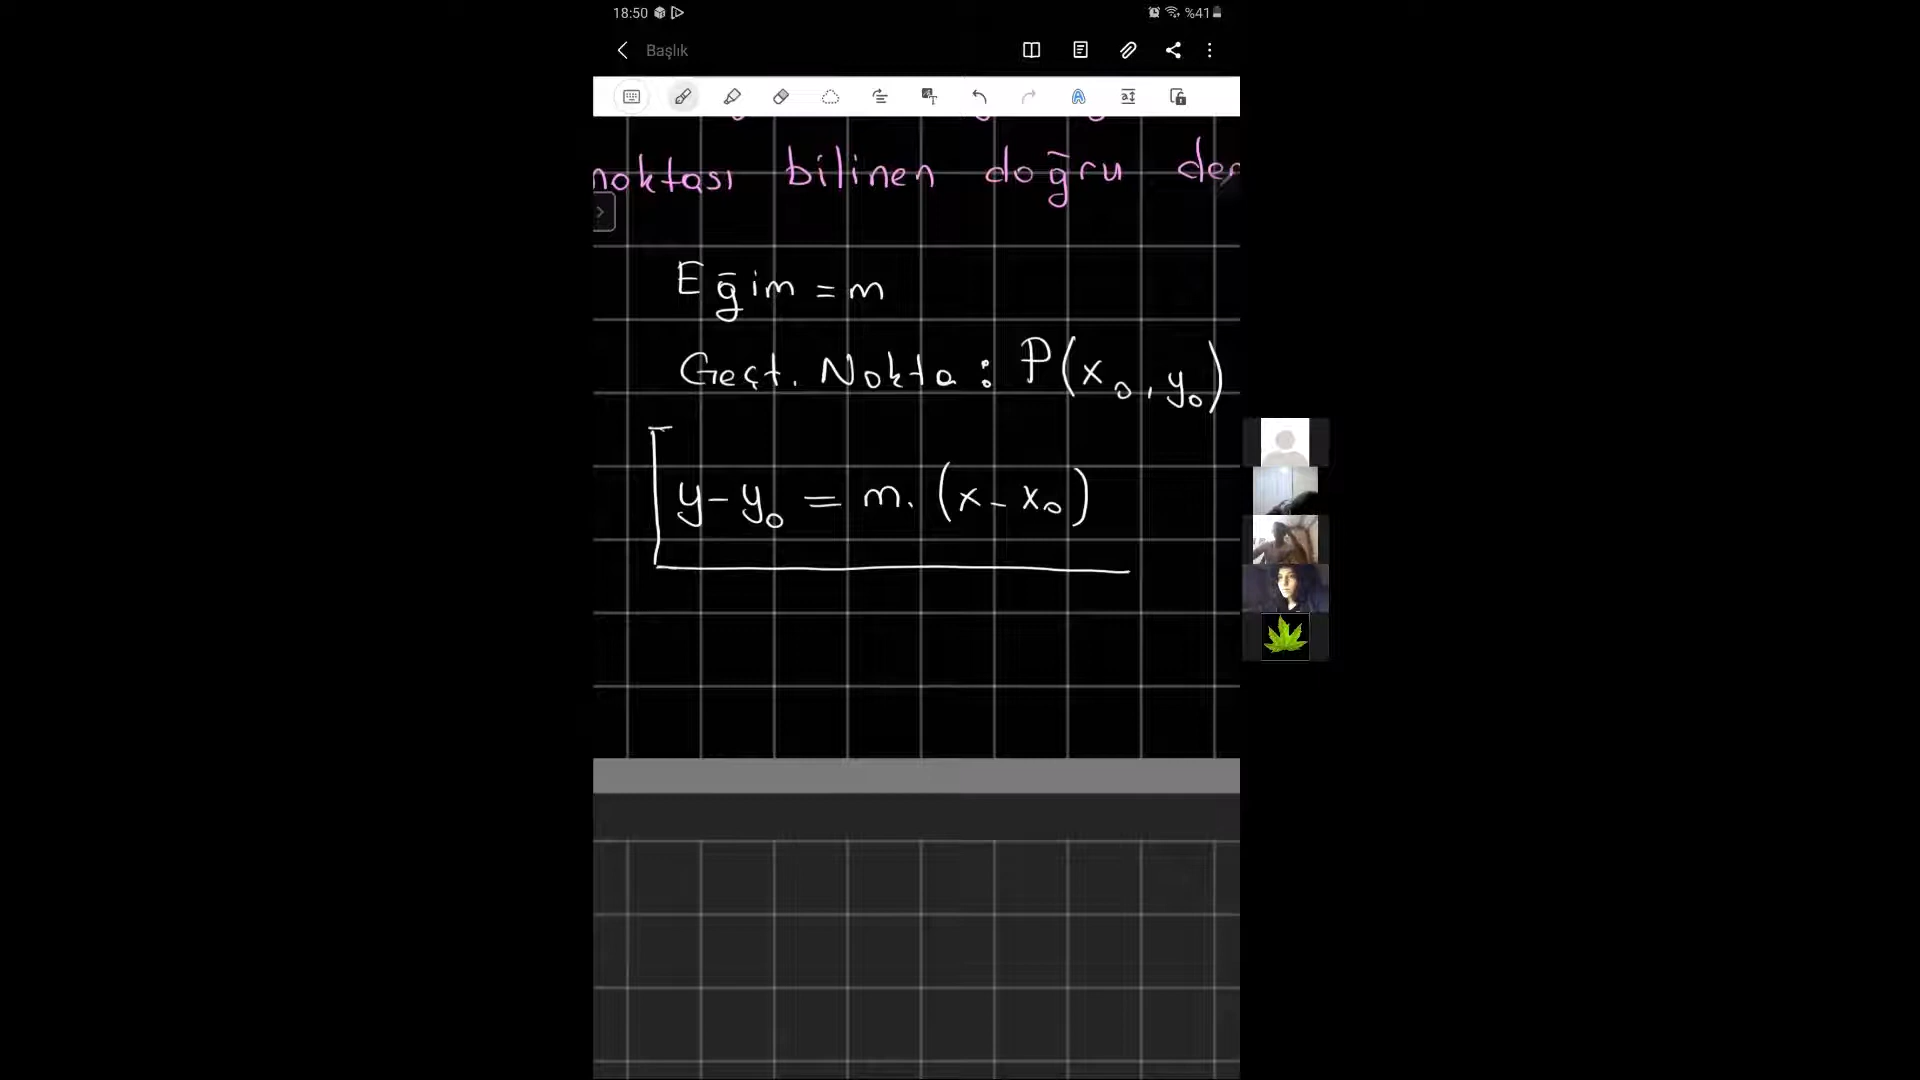 18:50 %41
Başlık
noktası bilinen doğru
Eğim = m
Geçt. Nokta : P(x₀, y₀)
y - y₀ = m. (x - x₀)